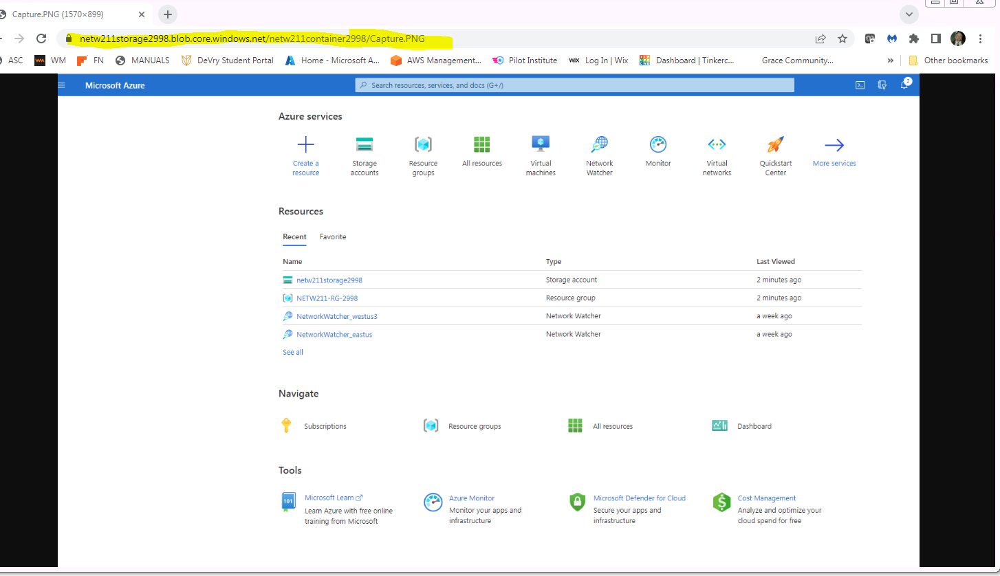 Capture.PNG (1570×899)
netw211storage2998.blob.core.windows.net/netw211container2998/Capture.PNG
ASC WM FN MANUALS DeVry Student Portal Home - Microsoft A... AWS Management... Pilot Institute WIX Log In | Wix TINKERCAD Dashboard | Tinkerc... Grace Community... » Other bookmarks
Microsoft Azure Search resources, services, and docs (G+/) 2
Azure services
Create a resource
Storage accounts
Resource groups
All resources
Virtual machines
Network Watcher
Monitor
Virtual networks
Quickstart Center
More services
Resources
Recent Favorite
Name Type Last Viewed
netw211storage2998 Storage account 2 minutes ago
NETW211-RG-2998 Resource group 2 minutes ago
NetworkWatcher_westus3 Network Watcher a week ago
NetworkWatcher_eastus Network Watcher a week ago
See all
Navigate
Subscriptions Resource groups All resources Dashboard
Tools
101
Microsoft Learn
Learn Azure with free online
training from Microsoft
Azure Monitor
Monitor your apps and
infrastructure
Microsoft Defender for Cloud
Secure your apps and
infrastructure
Cost Management
Analyze and optimize your
cloud spend for free